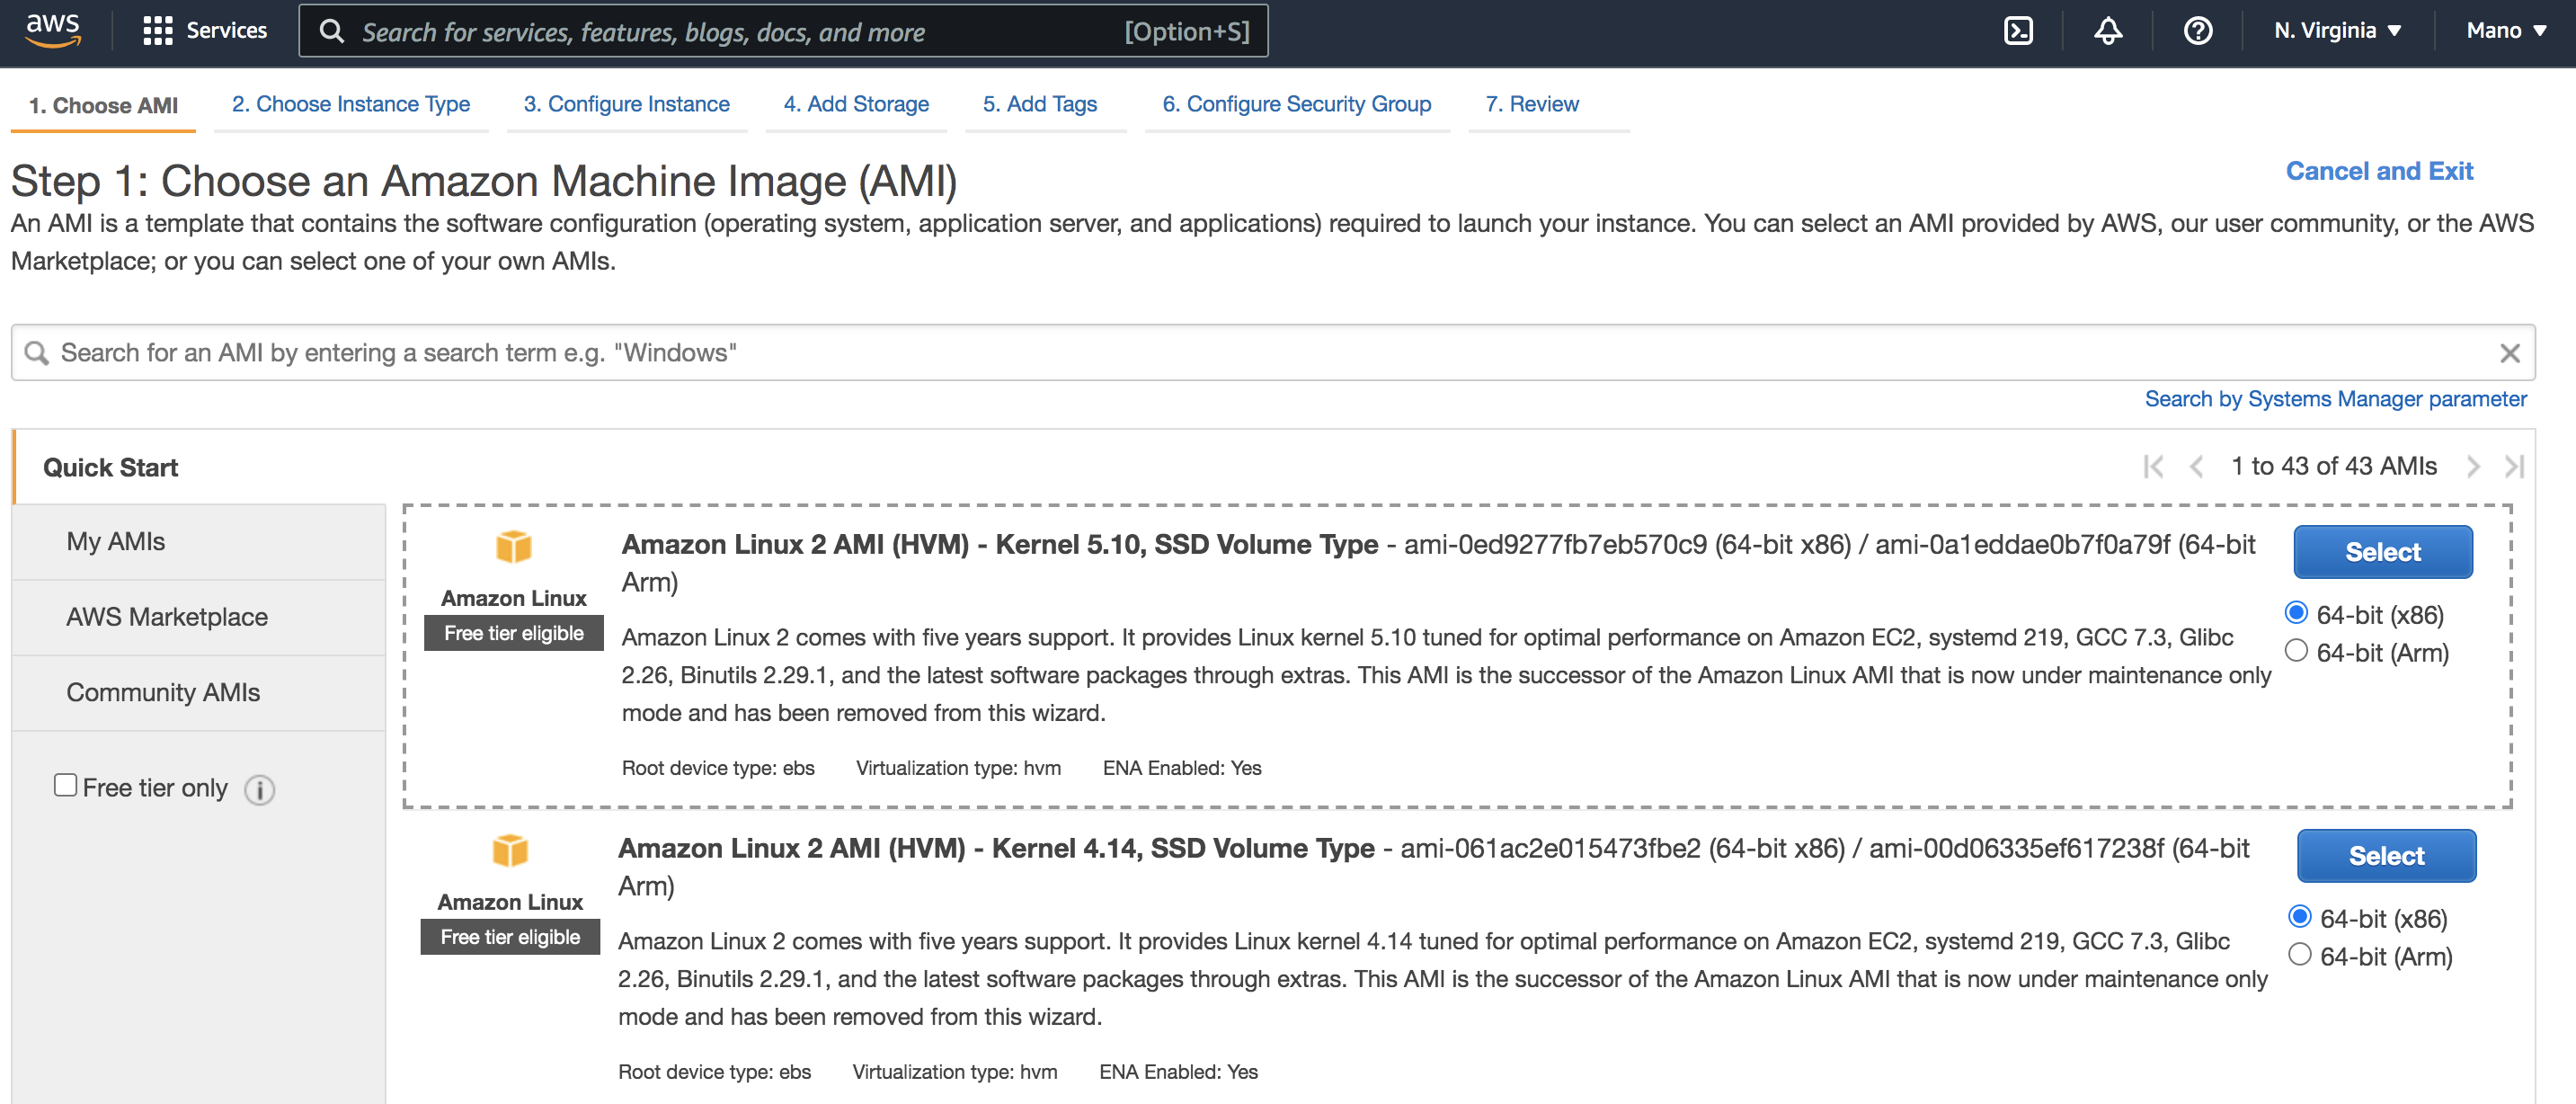 aws Services Search for services, features, blogs, docs, and more [Option+S] N. Virginia Mano
1. Choose AMI 2. Choose Instance Type 3. Configure Instance 4. Add Storage 5. Add Tags 6. Configure Security Group 7. Review
Step 1: Choose an Amazon Machine Image (AMI)
Cancel and Exit
An AMI is a template that contains the software configuration (operating system, application server, and applications) required to launch your instance. You can select an AMI provided by AWS, our user community, or the AWS
Marketplace; or you can select one of your own AMIs.
Search for an AMI by entering a search term e.g. "Windows"
Search by Systems Manager parameter
Quick Start
1 to 43 of 43 AMIs
My AMIs
AWS Marketplace
Community AMIs
Free tier only
Amazon Linux
Free tier eligible
Amazon Linux 2 AMI (HVM) - Kernel 5.10, SSD Volume Type - ami-0ed9277fb7eb570c9 (64-bit x86) / ami-0a1eddae0b7f0a79f (64-bit
Arm)
Amazon Linux 2 comes with five years support. It provides Linux kernel 5.10 tuned for optimal performance on Amazon EC2, systemd 219, GCC 7.3, Glibc
2.26, Binutils 2.29.1, and the latest software packages through extras. This AMI is the successor of the Amazon Linux AMI that is now under maintenance only
mode and has been removed from this wizard.
Root device type: ebs Virtualization type: hvm ENA Enabled: Yes
Select
64-bit (x86)
64-bit (Arm)
Amazon Linux
Free tier eligible
Amazon Linux 2 AMI (HVM) - Kernel 4.14, SSD Volume Type - ami-061ac2e015473fbe2 (64-bit x86) / ami-00d06335ef617238f (64-bit
Arm)
Amazon Linux 2 comes with five years support. It provides Linux kernel 4.14 tuned for optimal performance on Amazon EC2, systemd 219, GCC 7.3, Glibc
2.26, Binutils 2.29.1, and the latest software packages through extras. This AMI is the successor of the Amazon Linux AMI that is now under maintenance only
mode and has been removed from this wizard.
Root device type: ebs Virtualization type: hvm ENA Enabled: Yes
Select
64-bit (x86)
64-bit (Arm)